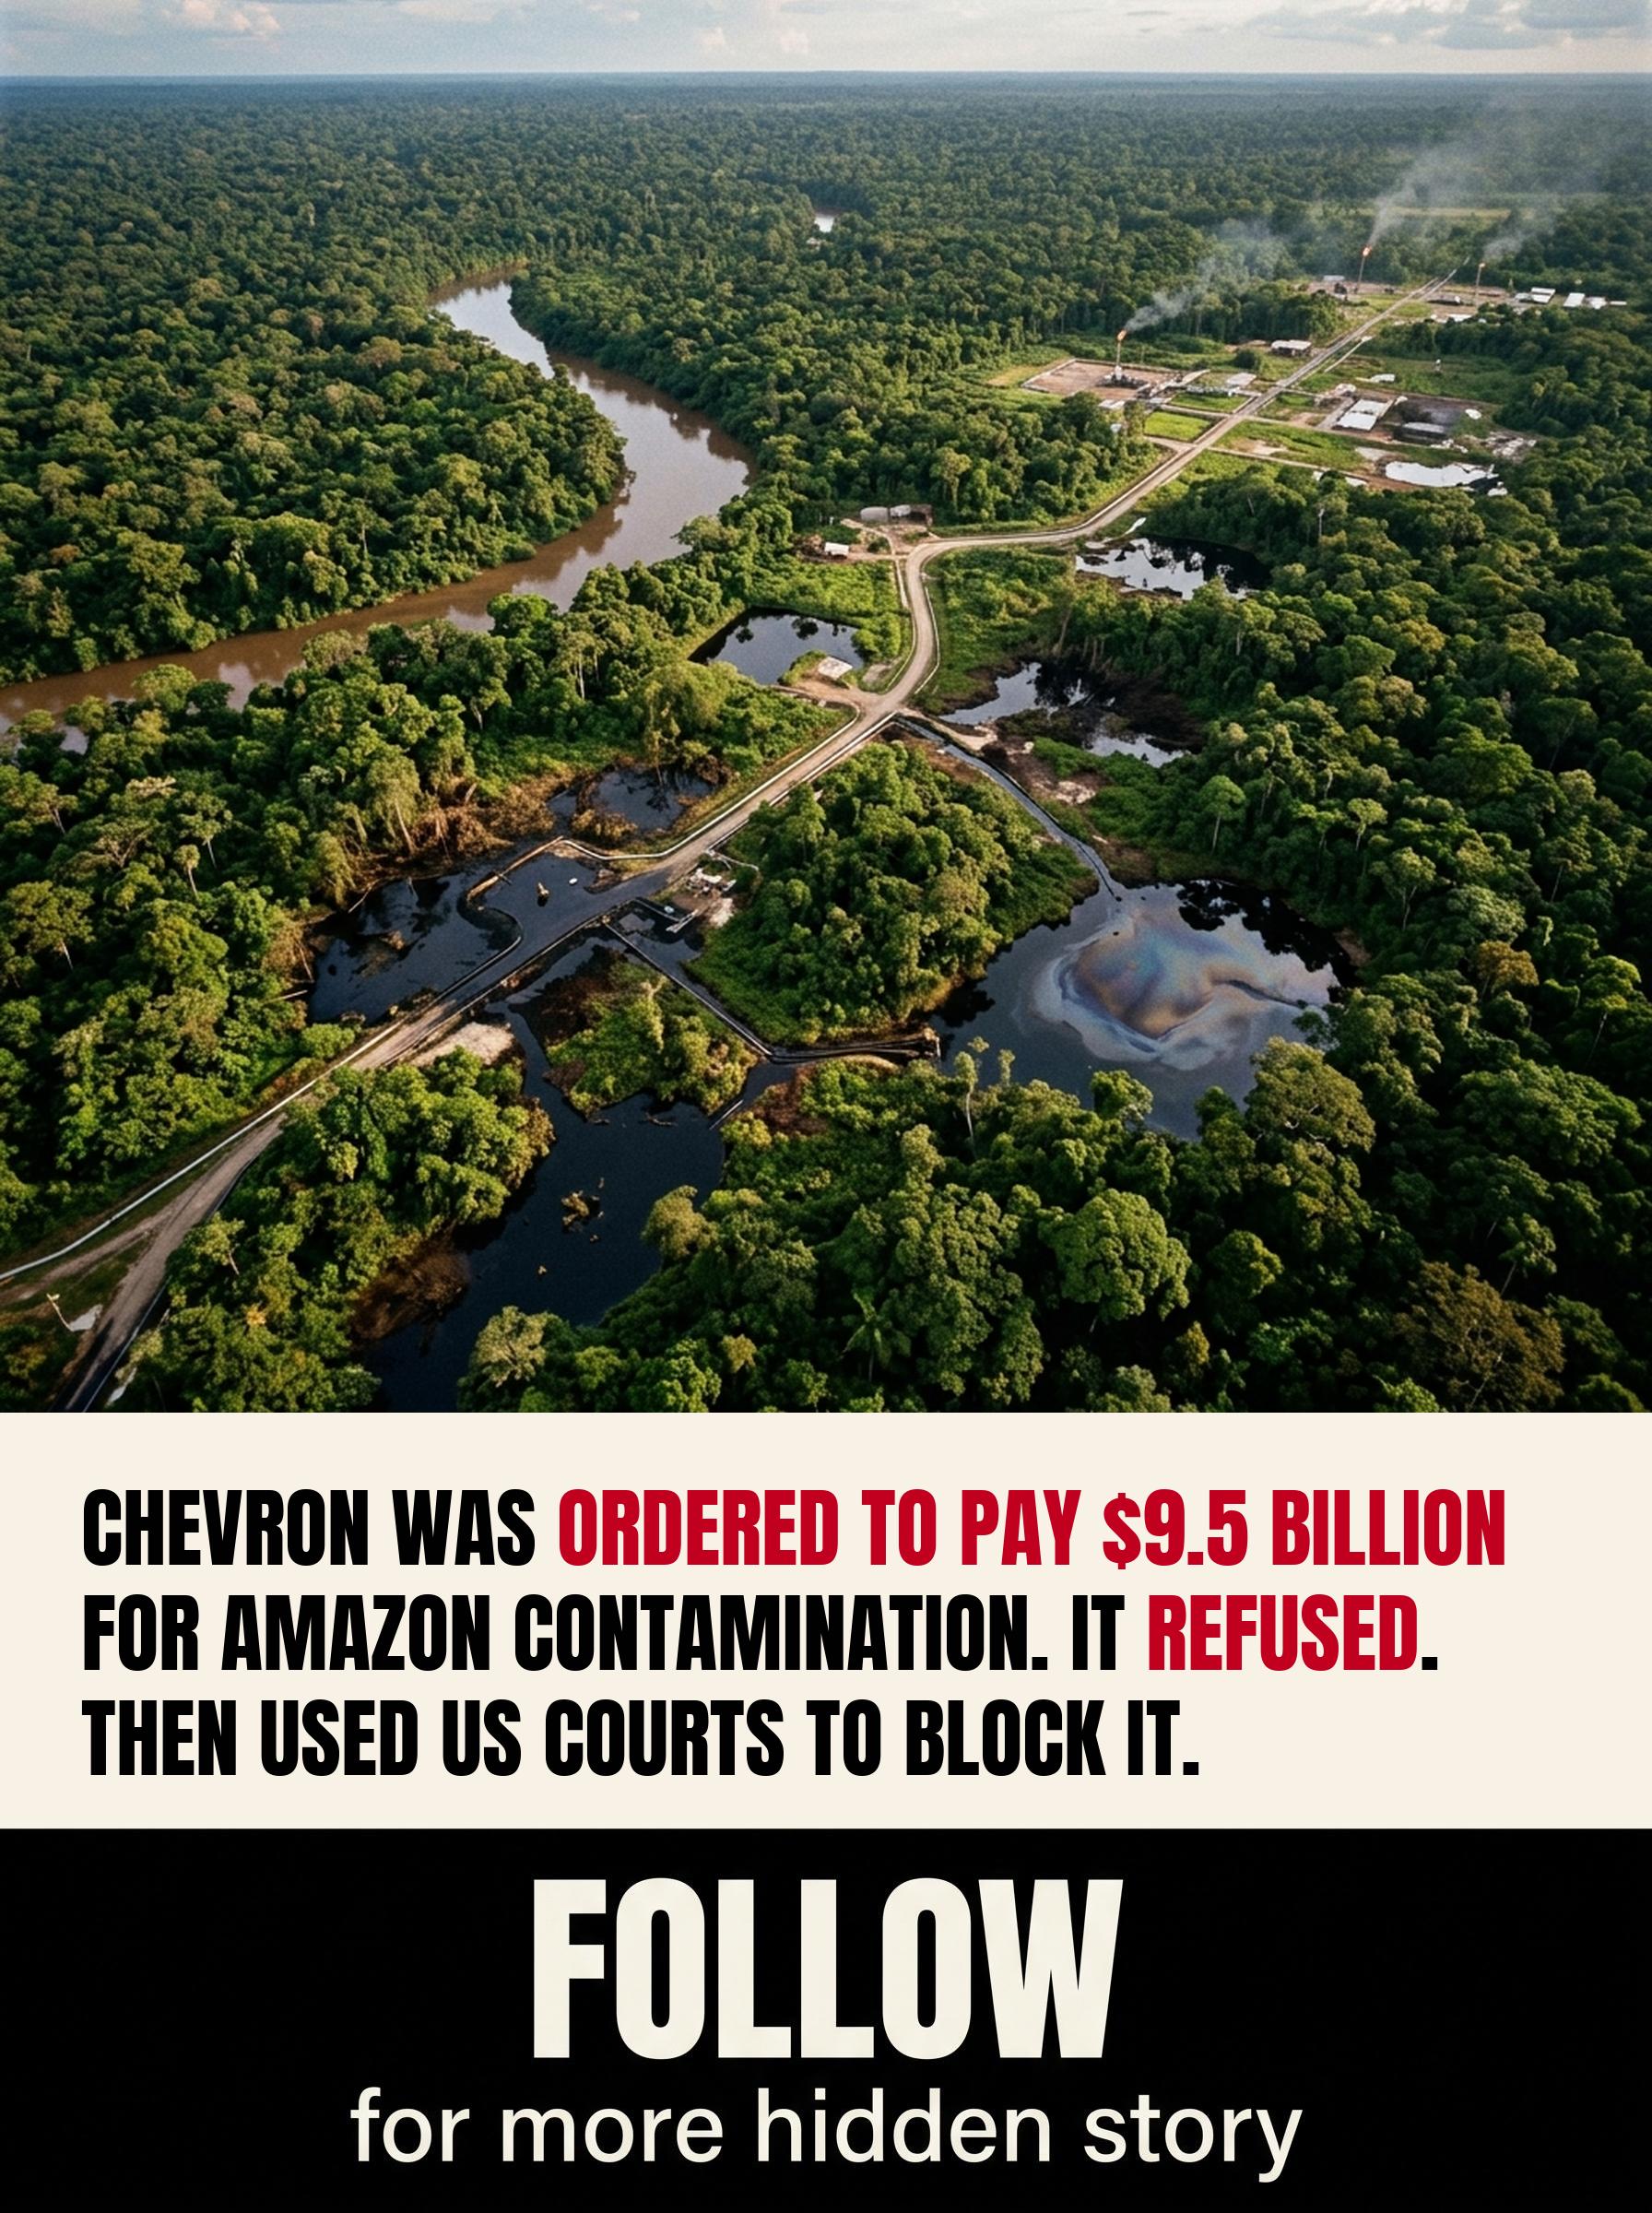 CHEVRON WAS ORDERED TO PAY $9.5 BILLION
FOR AMAZON CONTAMINATION. IT REFUSED.
THEN USED US COURTS TO BLOCK IT.
FOLLOW
for more hidden story